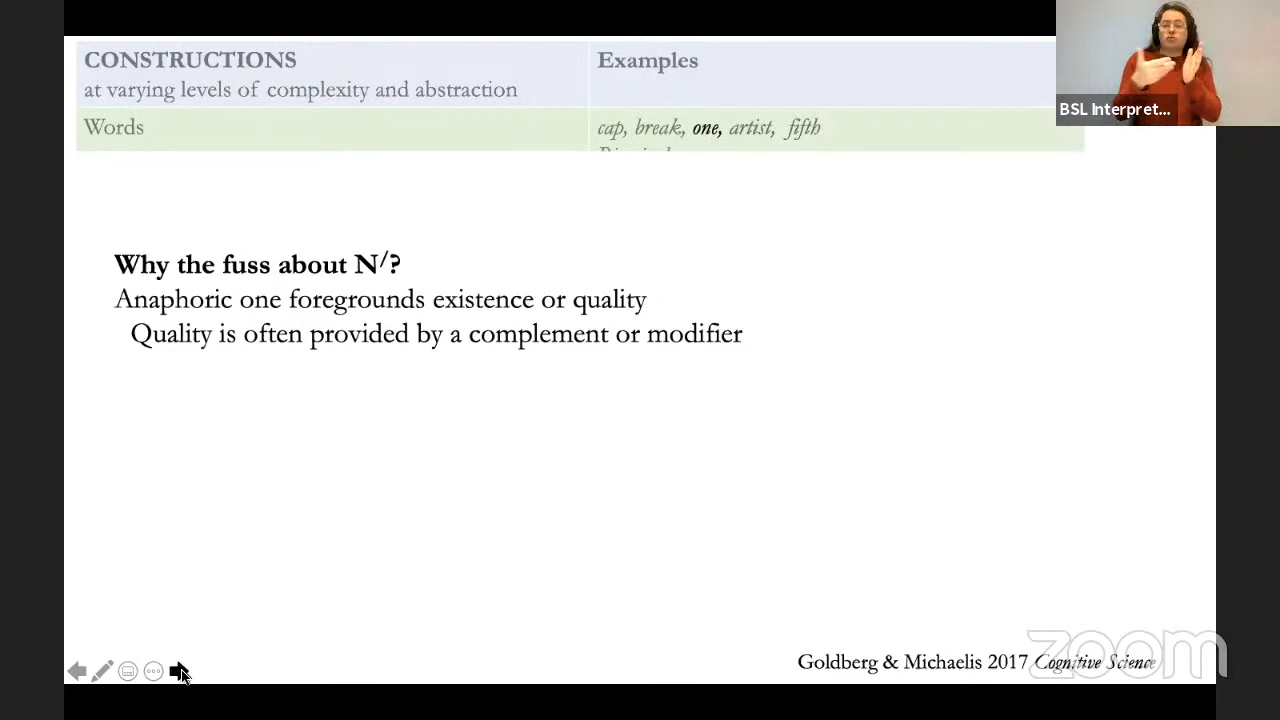 CONSTRUCTIONS
at varying levels of complexity and abstraction
Examples
Words
cap, break, one, artist, fifth
BSL Interpret...
Why the fuss about N/?
Anaphoric one foregrounds existence or quality
Quality is often provided by a complement or modifier
Goldberg & Michaelis 2017 Cognitive Science
zoom